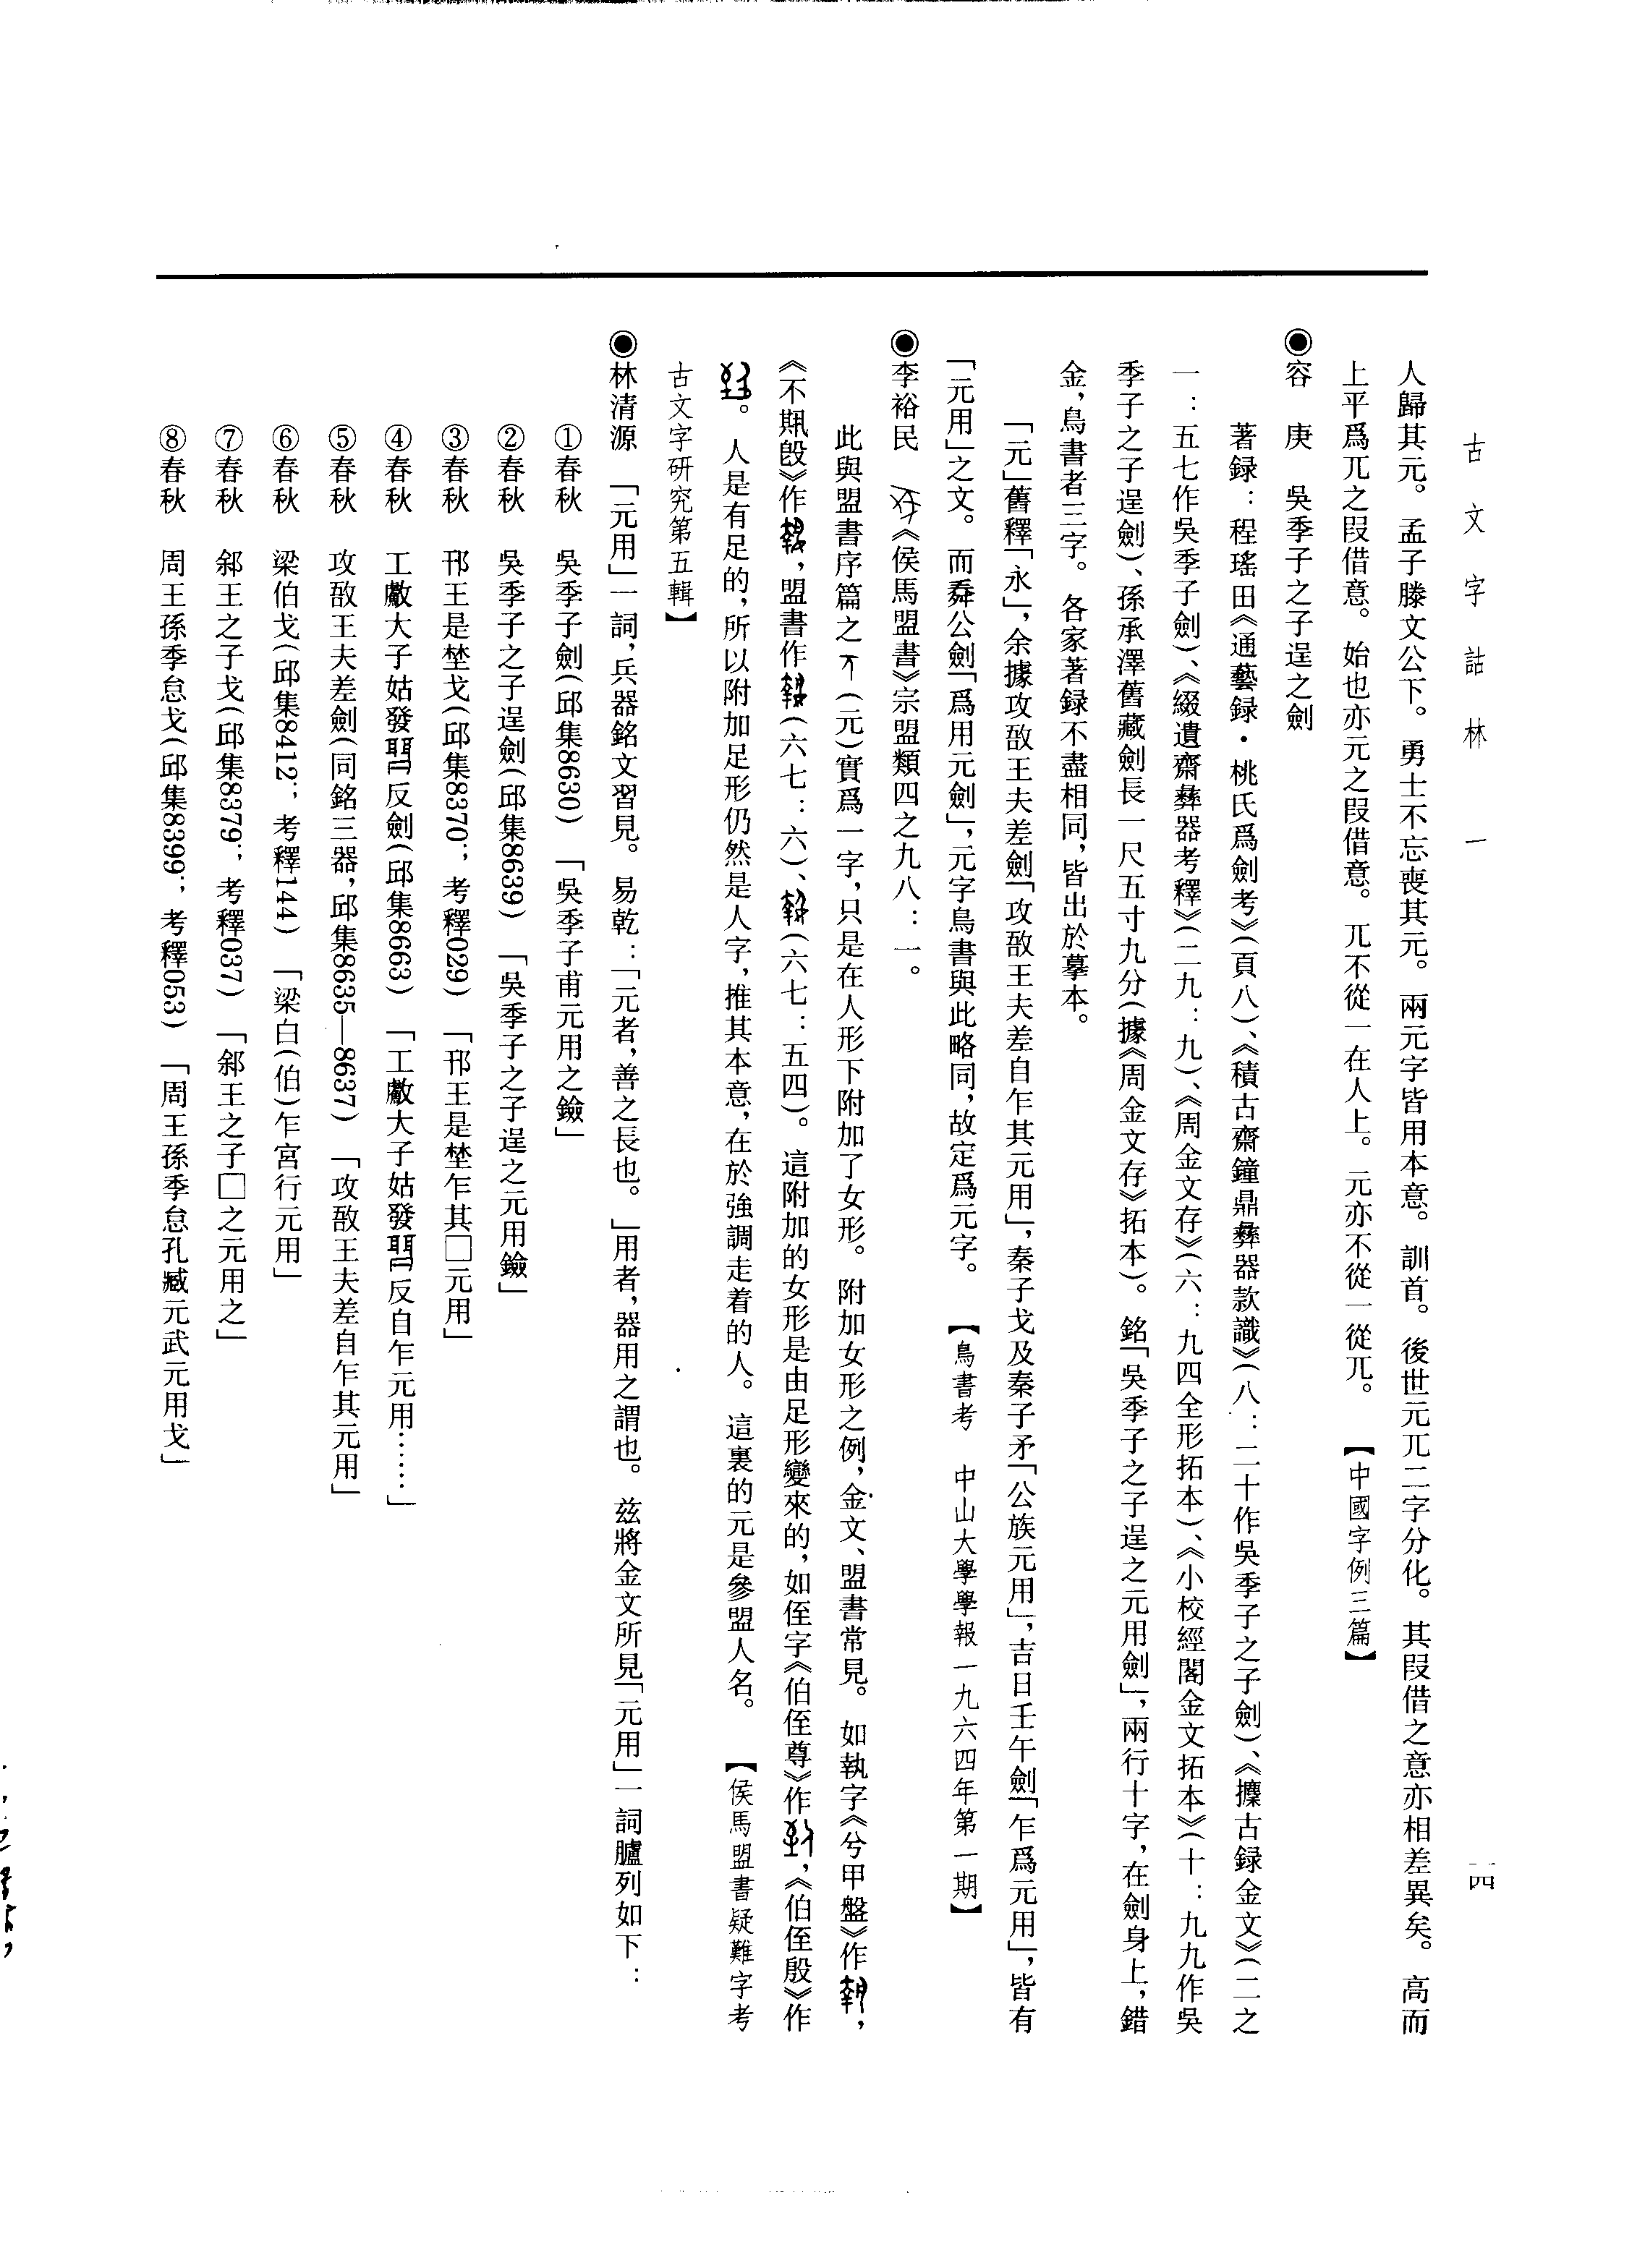 古文字詁林 一
一四
人歸其元。孟子滕文公下。勇士不忘喪其元。兩元字皆用本意。訓首。後世元兀二字分化。其叚借之意亦相差異矣。高而
上平爲兀之叚借意。始也亦元之叚借意。兀不從一在人上。元亦不從一從兀。【中國字例三篇】
◉容 庚 吳季子之子逞之劍
著録：程瑤田《通藝録·桃氏爲劍考》(頁八)、《積古齋鐘鼎彝器款識》(八：二十作吳季子之子劍)、《攈古録金文》(二之
一：五七作吳季子劍)、《綴遺齋彝器考釋》(二九：九)、《周金文存》(六：九四全形拓本)、《小校經閣金文拓本》(十：九九作吳
季子之子逞劍)、孫承澤舊藏劍長一尺五寸九分(據《周金文存》拓本)。銘「吳季子之子逞之元用劍」，兩行十字，在劍身上，錯
金，鳥書者三字。各家著録不盡相同，皆出於摹本。
「元」舊釋「永」，余據攻敔王夫差劍「攻敔王夫差自乍其元用」，秦子戈及秦子矛「公族元用」，吉日壬午劍「乍爲元用」，皆有
「元用」之文。而舜公劍「爲用元劍」，元字鳥書與此略同，故定爲元字。【鳥書考 中山大學學報一九六四年第一期】
◉李裕民 《侯馬盟書》宗盟類四之九八：一。
此與盟書序篇之(元)實爲一字，只是在人形下附加了女形。附加女形之例，金文、盟書常見。如執字《兮甲盤》作，
《不𡢁𣪘》作，盟書作(六七：六)、(六七：五四)。這附加的女形是由足形變來的，如侄字《伯侄尊》作，《伯侄殷》作
。人是有足的，所以附加足形仍然是人字，推其本意，在於強調走着的人。這裏的元是參盟人名。【侯馬盟書疑難字考
古文字研究第五輯】
◉林清源 「元用」一詞，兵器銘文習見。易乾：「元者，善之長也。」用者，器用之謂也。兹將金文所見「元用」一詞臚列如下：
①春秋 吳季子劍(邱集8630) 「吳季子甫元用之鐱」
②春秋 吳季子之子逞劍(邱集8639) 「吳季子之子逞之元用鐱」
③春秋 邗王是埜戈(邱集8370；考釋029) 「邗王是埜乍其□元用」
④春秋 工𢧢大子姑發反劍(邱集8663) 「工𢧢大子姑發反自乍元用……」
⑤春秋 攻敔王夫差劍(同銘三器，邱集8635—8637) 「攻敔王夫差自乍其元用」
⑥春秋 梁伯戈(邱集8412；考釋144) 「梁白(伯)乍宮行元用」
⑦春秋 䣄王之子戈(邱集8379；考釋037) 「䣄王之子□之元用之」
⑧春秋 周王孫季怠戈(邱集8399；考釋053) 「周王孫季怠孔臧元武元用戈」